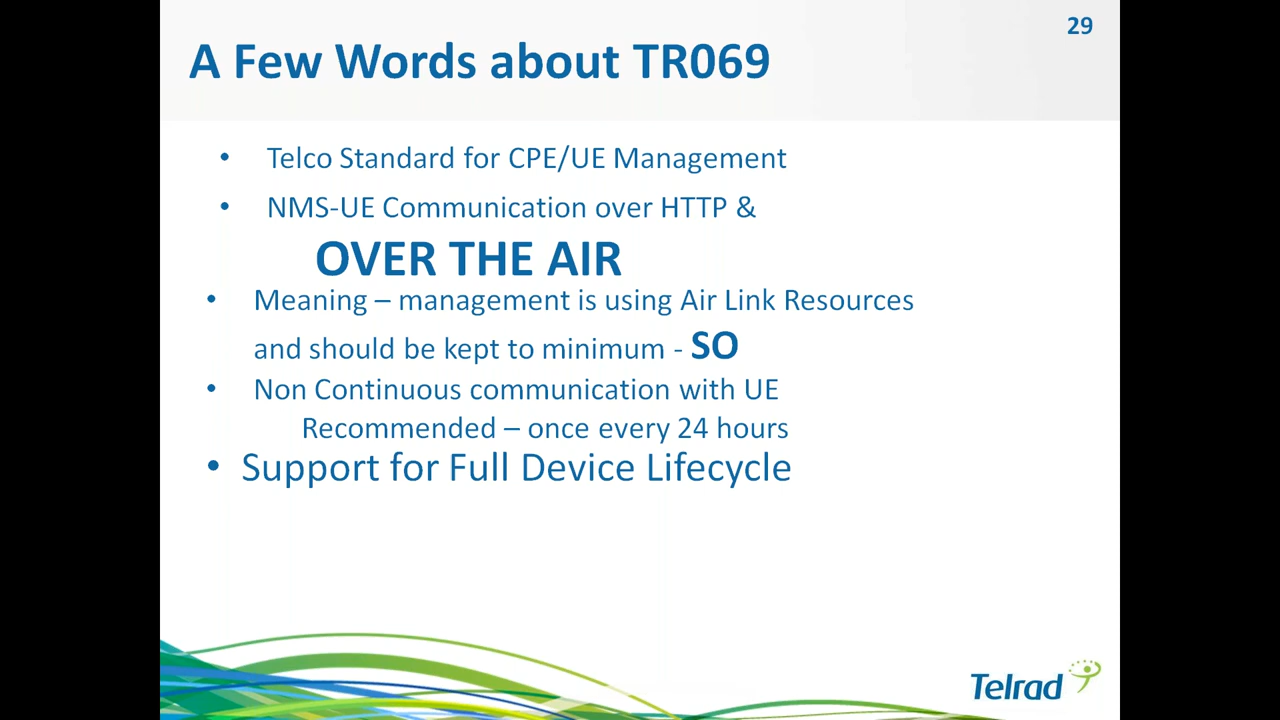 29
A Few Words about TR069
• Telco Standard for CPE/UE Management
• NMS-UE Communication over HTTP &
OVER THE AIR
• Meaning – management is using Air Link Resources
and should be kept to minimum - SO
• Non Continuous communication with UE
Recommended – once every 24 hours
• Support for Full Device Lifecycle
Telrad